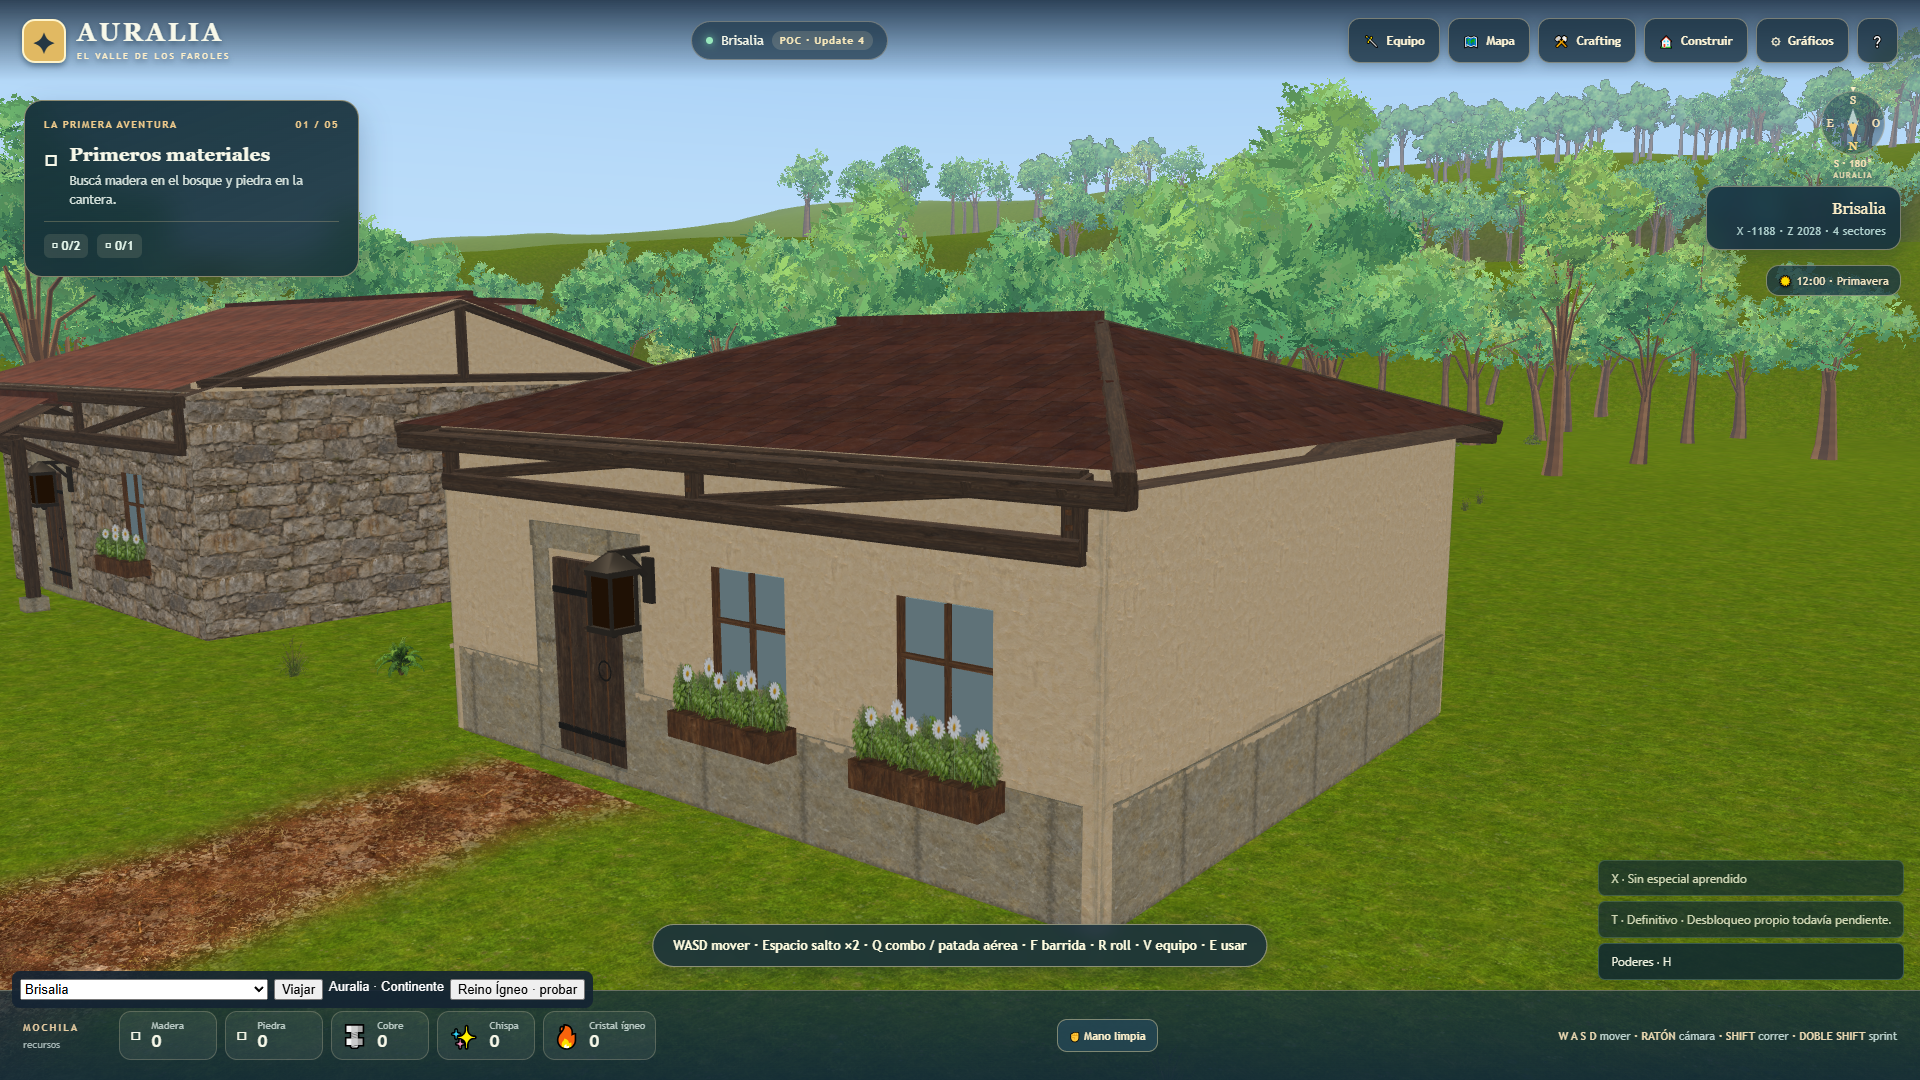 AURALIA
EL VALLE DE LOS FAROLES
Brisalia POC · Update 4
Equipo
Mapa
Crafting
Construir
Gráficos
?
LA PRIMERA AVENTURA 01 / 05
Primeros materiales
Buscá madera en el bosque y piedra en la
cantera.
0/2 0/1
S
E O
N
S · 180°
AURALIA
Brisalia
X -1188 · Z 2028 · 4 sectores
12:00 · Primavera
X · Sin especial aprendido
T · Definitivo · Desbloqueo propio todavía pendiente.
Poderes · H
WASD mover · Espacio salto ×2 · Q combo / patada aérea · F barrida · R roll · V equipo · E usar
Brisalia Viajar Auralia · Continente Reino Ígneo · probar
MOCHILA
recursos
Madera
0
Piedra
0
Cobre
0
Chispa
0
Cristal ígneo
0
Mano limpia
W A S D mover · RATÓN cámara · SHIFT correr · DOBLE SHIFT sprint